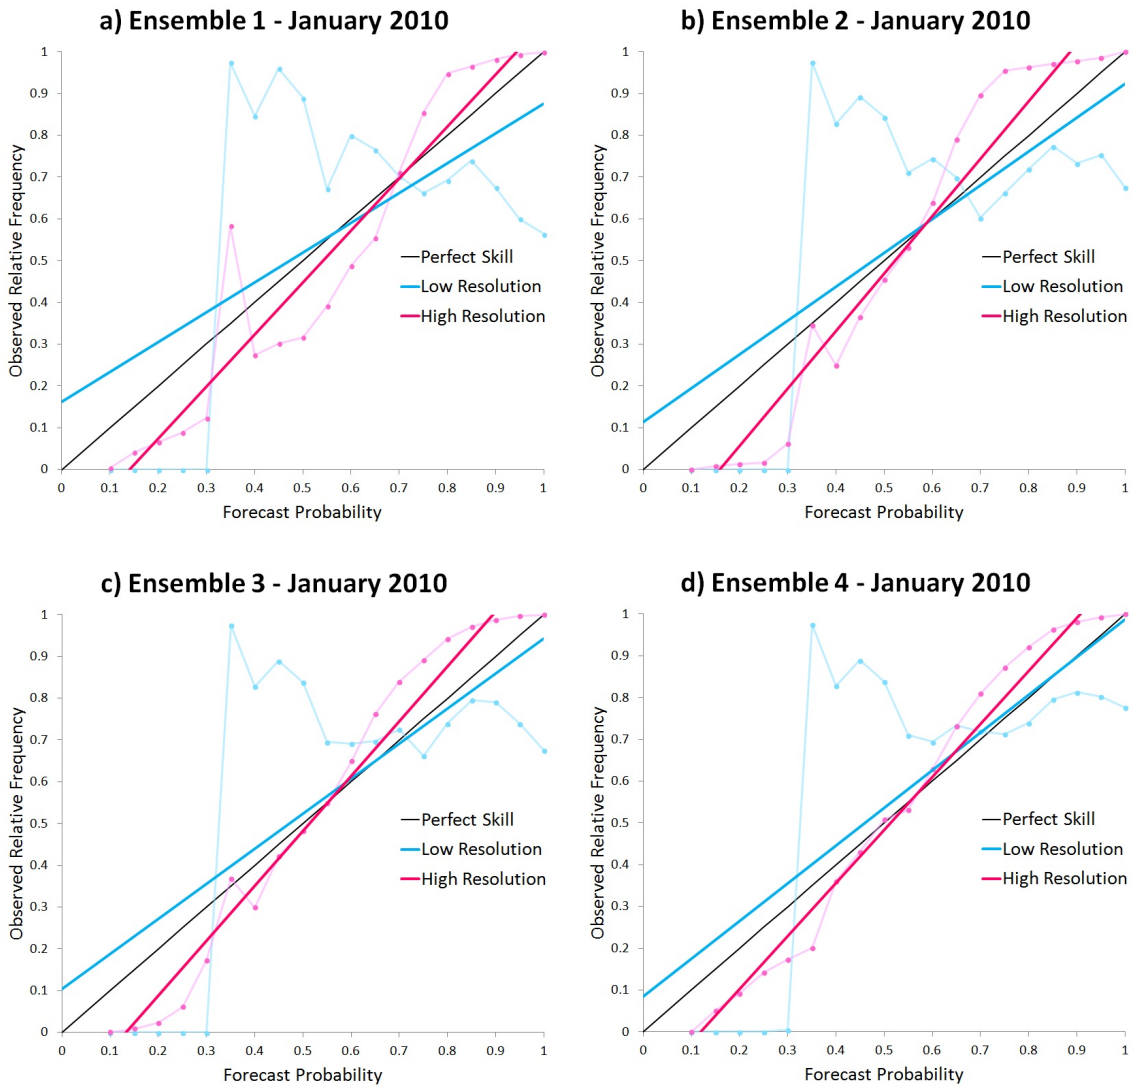 a) Ensemble 1 - January 2010
1
0.9
0.8
0.7
0.6
0.5
0.4
0.3
0.2
0.1
0
Observed Relative Frequency
Perfect Skill
Low Resolution
High Resolution
0 0.1 0.2 0.3 0.4 0.5 0.6 0.7 0.8 0.9 1
Forecast Probability
b) Ensemble 2 - January 2010
1
0.9
0.8
0.7
0.6
0.5
0.4
0.3
0.2
0.1
0
Observed Relative Frequency
Perfect Skill
Low Resolution
High Resolution
0 0.1 0.2 0.3 0.4 0.5 0.6 0.7 0.8 0.9 1
Forecast Probability
c) Ensemble 3 - January 2010
1
0.9
0.8
0.7
0.6
0.5
0.4
0.3
0.2
0.1
0
Observed Relative Frequency
Perfect Skill
Low Resolution
High Resolution
0 0.1 0.2 0.3 0.4 0.5 0.6 0.7 0.8 0.9 1
Forecast Probability
d) Ensemble 4 - January 2010
1
0.9
0.8
0.7
0.6
0.5
0.4
0.3
0.2
0.1
0
Observed Relative Frequency
Perfect Skill
Low Resolution
High Resolution
0 0.1 0.2 0.3 0.4 0.5 0.6 0.7 0.8 0.9 1
Forecast Probability